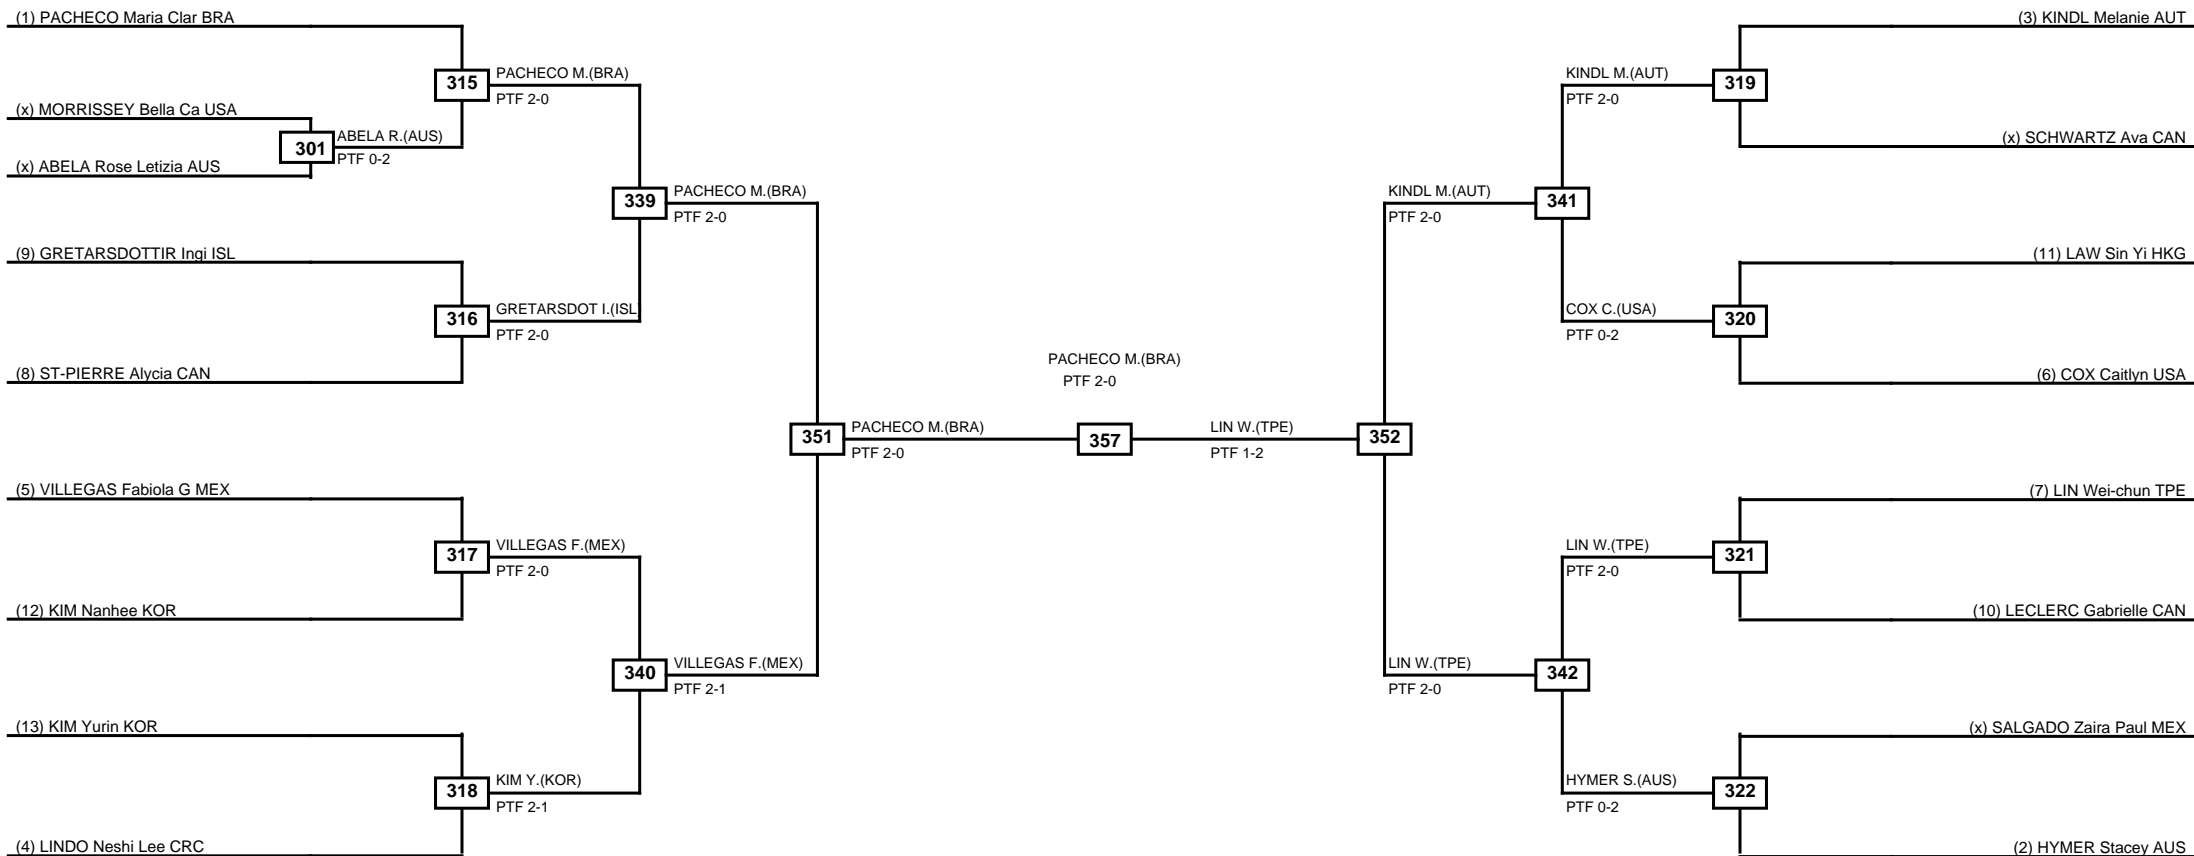 (1) PACHECO Maria Clar BRA
(3) KINDL Melanie AUT
315
PACHECO M.(BRA)
PTF 2-0
KINDL M.(AUT)
PTF 2-0
319
(x) MORRISSEY Bella Ca USA
301
ABELA R.(AUS)
PTF 0-2
(x) ABELA Rose Letizia AUS
(x) SCHWARTZ Ava CAN
339
PACHECO M.(BRA)
PTF 2-0
KINDL M.(AUT)
PTF 2-0
341
(9) GRETARSDOTTIR Ingi ISL
(11) LAW Sin Yi HKG
316
GRETARSDOT I.(ISL
PTF 2-0
COX C.(USA)
PTF 0-2
320
(8) ST-PIERRE Alycia CAN
(6) COX Caitlyn USA
PACHECO M.(BRA)
PTF 2-0
351
PACHECO M.(BRA)
PTF 2-0
357
LIN W.(TPE)
PTF 1-2
352
(5) VILLEGAS Fabiola G MEX
(7) LIN Wei-chun TPE
317
VILLEGAS F.(MEX)
PTF 2-0
LIN W.(TPE)
PTF 2-0
321
(12) KIM Nanhee KOR
(10) LECLERC Gabrielle CAN
340
VILLEGAS F.(MEX)
PTF 2-1
LIN W.(TPE)
PTF 2-0
342
(13) KIM Yurin KOR
(x) SALGADO Zaira Paul MEX
318
KIM Y.(KOR)
PTF 2-1
HYMER S.(AUS)
PTF 0-2
322
(4) LINDO Neshi Lee CRC
(2) HYMER Stacey AUS